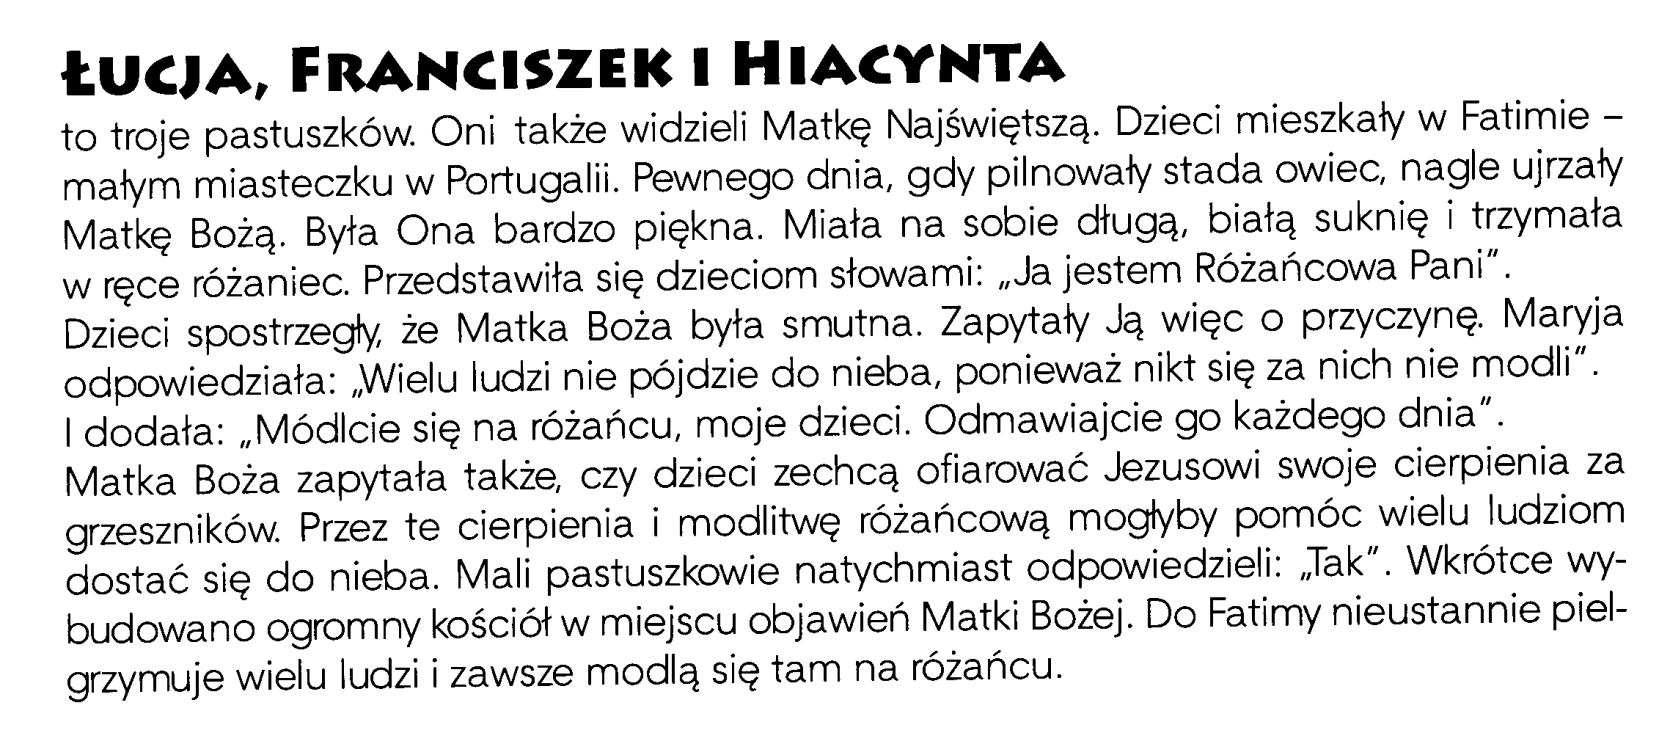 ŁUCJA, FRANCISZEK I HIACYNTA
to troje pastuszków. Oni także widzieli Matkę Najświętszą. Dzieci mieszkały w Fatimie –
małym miasteczku w Portugalii. Pewnego dnia, gdy pilnowały stada owiec, nagle ujrzały
Matkę Bożą. Była Ona bardzo piękna. Miała na sobie długą, białą suknię i trzymała
w ręce różaniec. Przedstawiła się dzieciom słowami: „Ja jestem Różańcowa Pani”.
Dzieci spostrzegły, że Matka Boża była smutna. Zapytały Ją więc o przyczynę. Maryja
odpowiedziała: „Wielu ludzi nie pójdzie do nieba, ponieważ nikt się za nich nie modli”.
I dodała: „Módlcie się na różańcu, moje dzieci. Odmawiajcie go każdego dnia”.
Matka Boża zapytała także, czy dzieci zechcą ofiarować Jezusowi swoje cierpienia za
grzeszników. Przez te cierpienia i modlitwę różańcową mogłyby pomóc wielu ludziom
dostać się do nieba. Mali pastuszkowie natychmiast odpowiedzieli: „Tak”. Wkrótce wy-
budowano ogromny kościół w miejscu objawień Matki Bożej. Do Fatimy nieustannie piel-
grzymuje wielu ludzi i zawsze modlą się tam na różańcu.